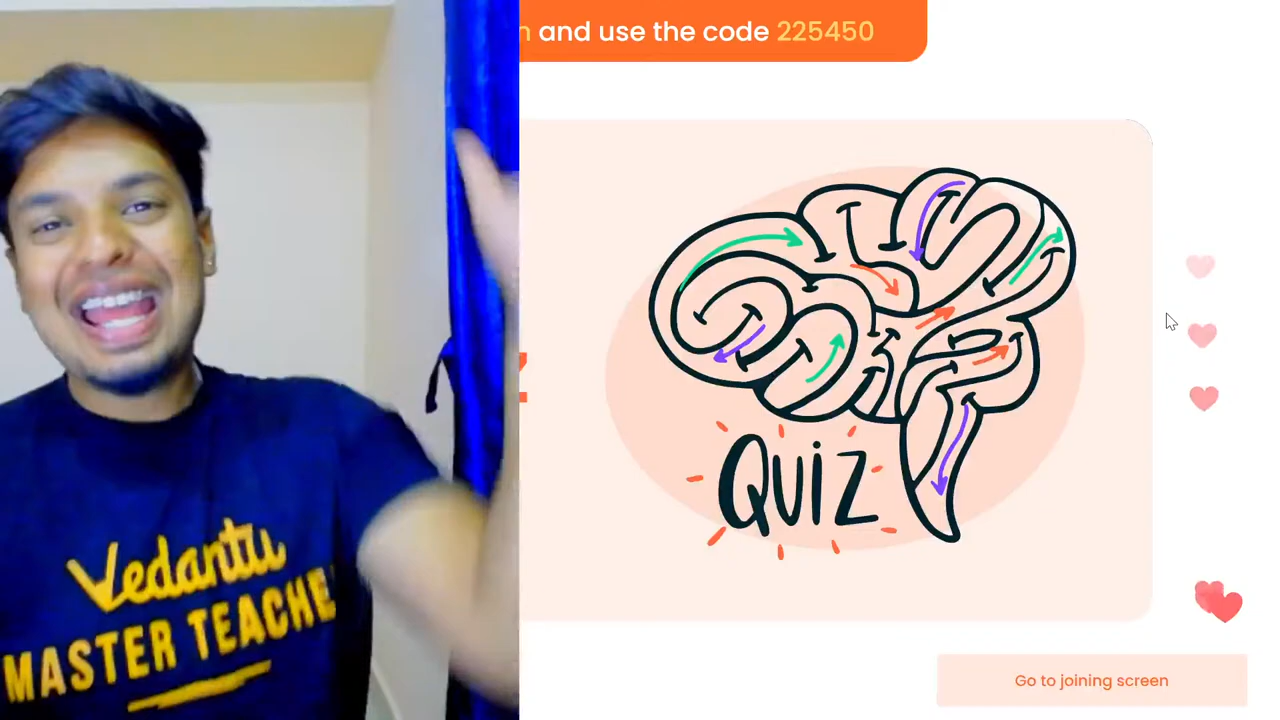 and use the code 225450
QUIZ
Vedantu
MASTER TEACHE
Go to joining screen